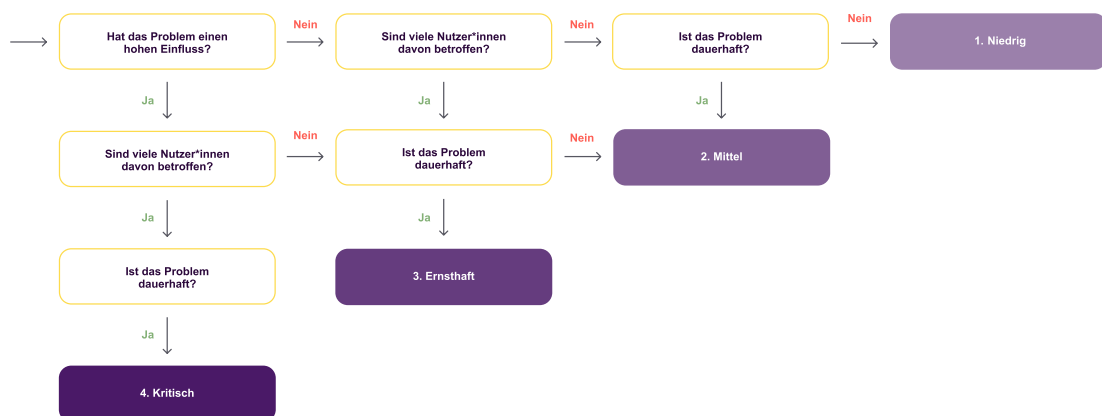 Nein
Nein
Nein
Hat das Problem einen
hohen Einfluss?
Sind viele Nutzer*innen
davon betroffen?
Ist das Problem
dauerhaft?
1. Niedrig
Ja
Ja
Ja
Nein
Nein
Sind viele Nutzer*innen
davon betroffen?
Ist das Problem
dauerhaft?
2. Mittel
Ja
Ja
Ist das Problem
dauerhaft?
3. Ernsthaft
Ja
4. Kritisch